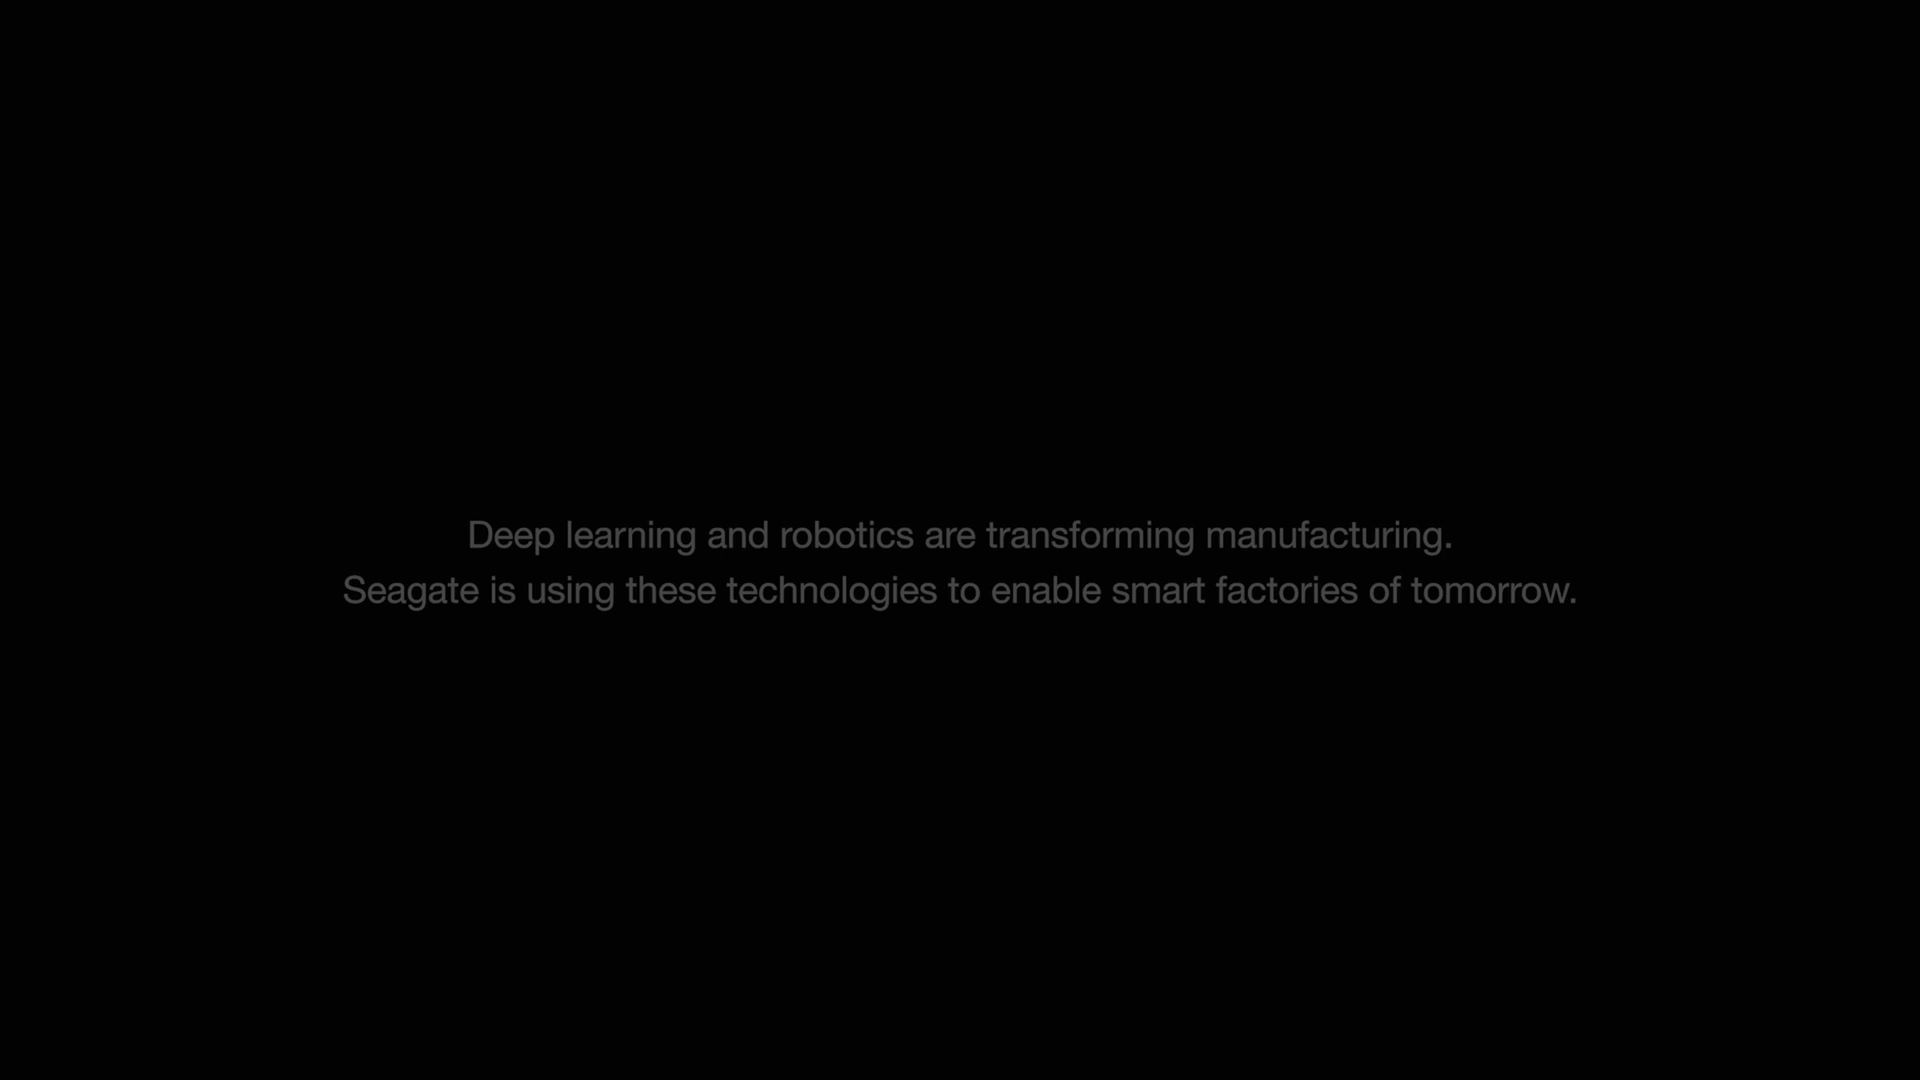 Deep learning and robotics are transforming manufacturing.
Seagate is using these technologies to enable smart factories of tomorrow.